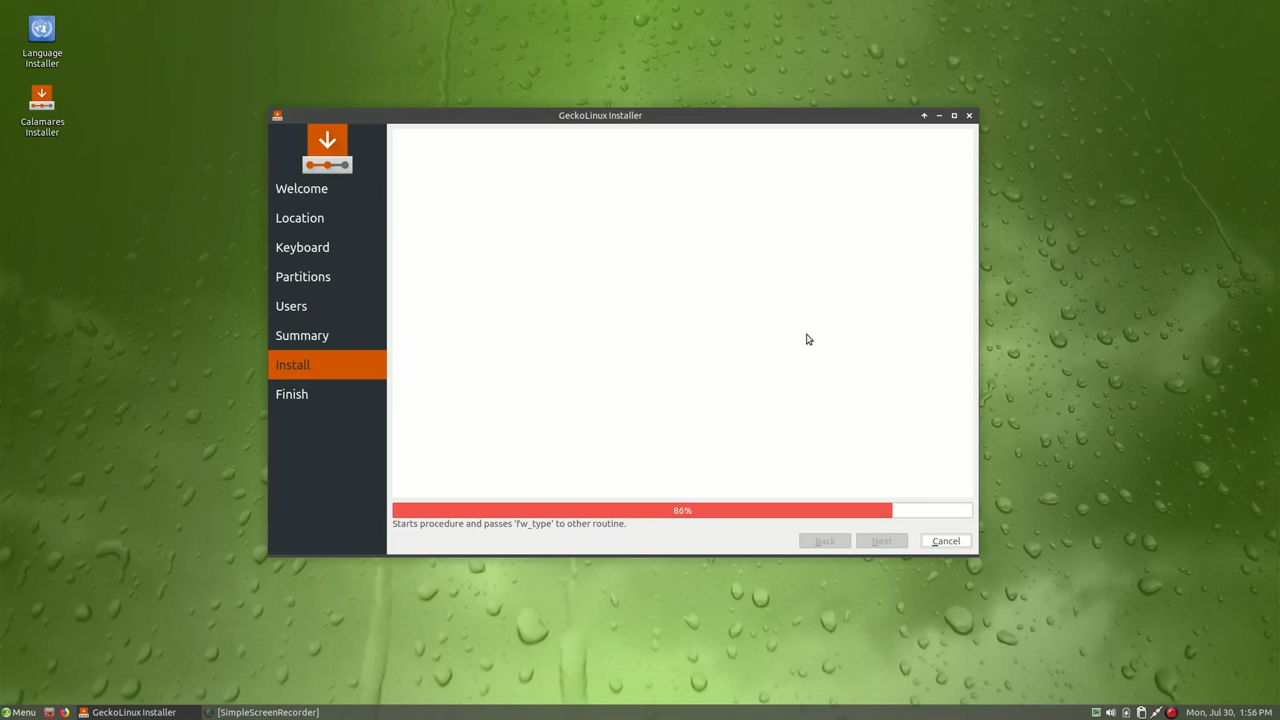 Language
Installer
Calamares
Installer
GeckoLinux Installer
Welcome
Location
Keyboard
Partitions
Users
Summary
Install
Finish
86%
Starts procedure and passes 'fw_type' to other routine.
Back Next Cancel
Menu GeckoLinux Installer [SimpleScreenRecorder] Mon, Jul 30, 1:56 PM